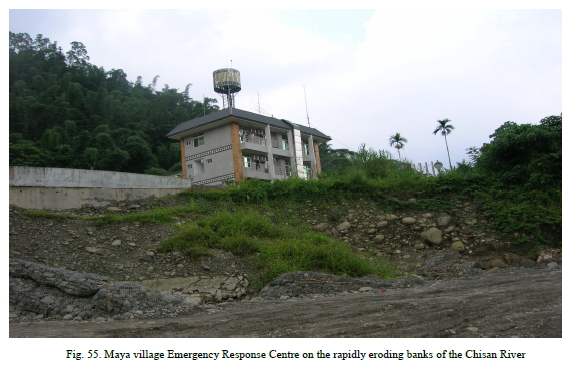 Fig. 55. Maya village Emergency Response Centre on the rapidly eroding banks of the Chisan River